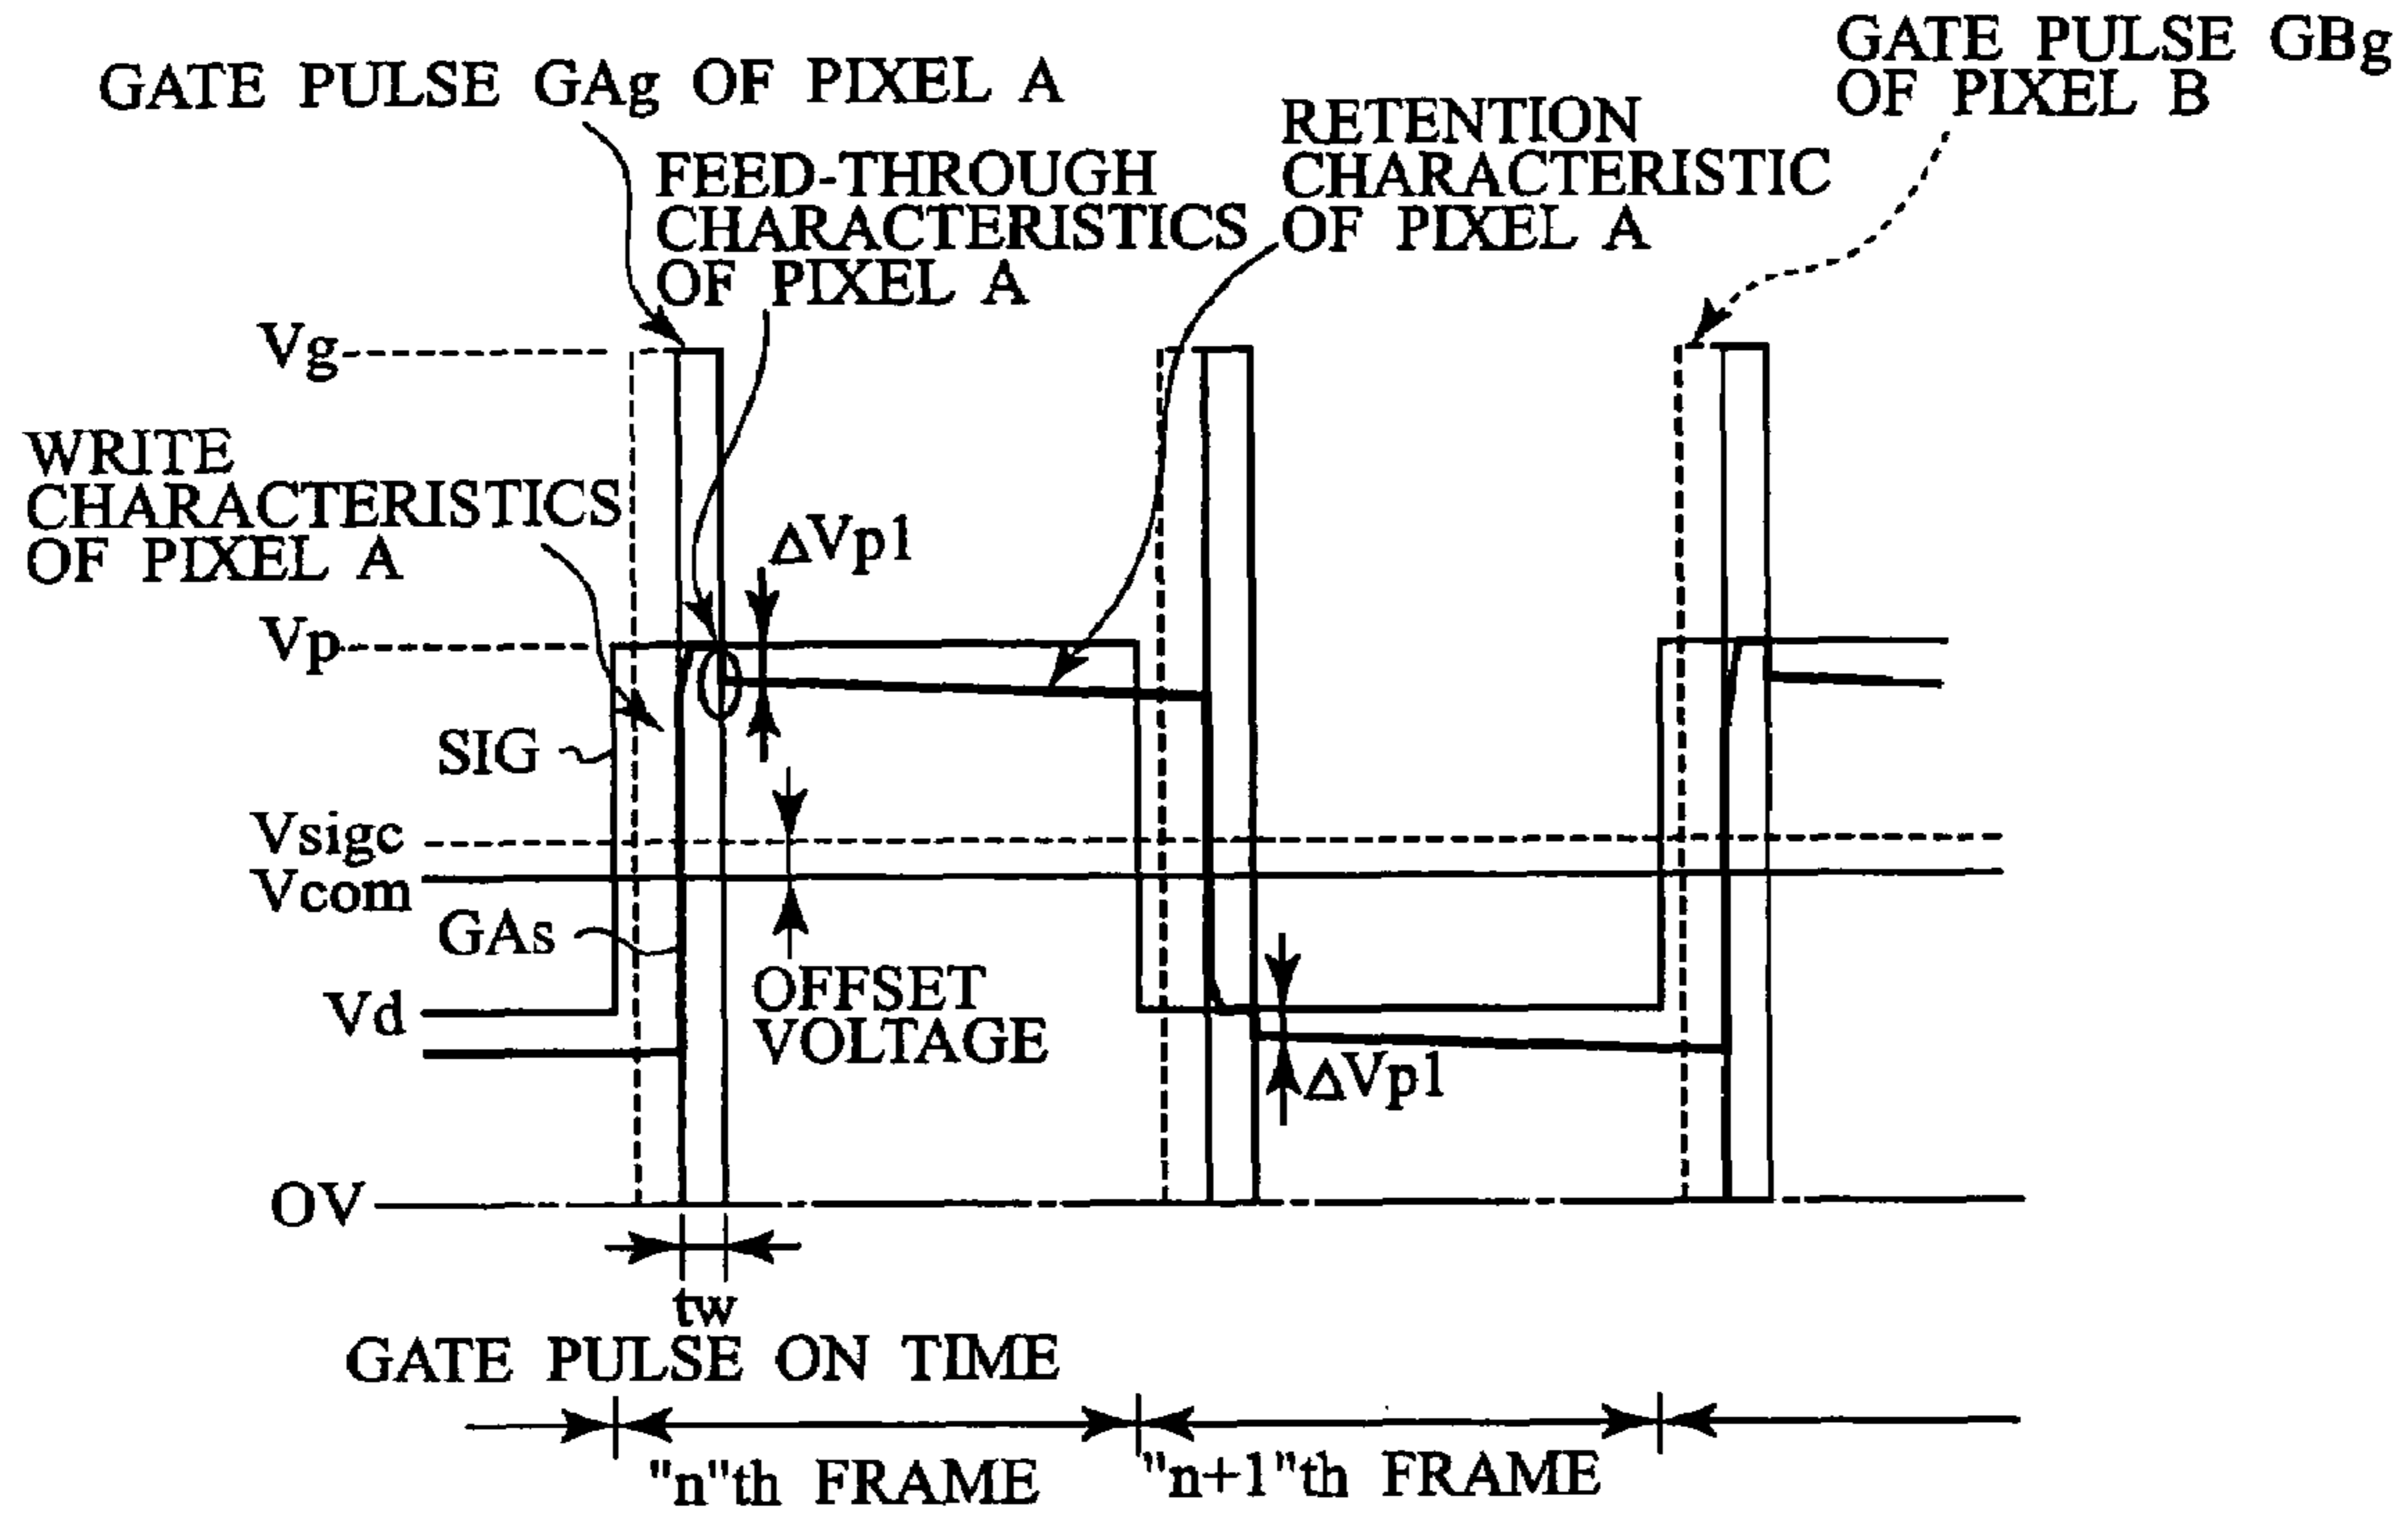 GATE PULSE GAg OF PIXEL A
GATE PULSE GBg
OF PIXEL B
FEED-THROUGH
CHARACTERISTICS
OF PIXEL A
RETENTION
CHARACTERISTIC
OF PIXEL A
Vg
WRITE
CHARACTERISTICS
OF PIXEL A
ΔVp1
Vp
SIG
Vsigc
Vcom
GAs
OFFSET
VOLTAGE
Vd
ΔVp1
OV
tw
GATE PULSE ON TIME
"n"th FRAME
"n+1"th FRAME